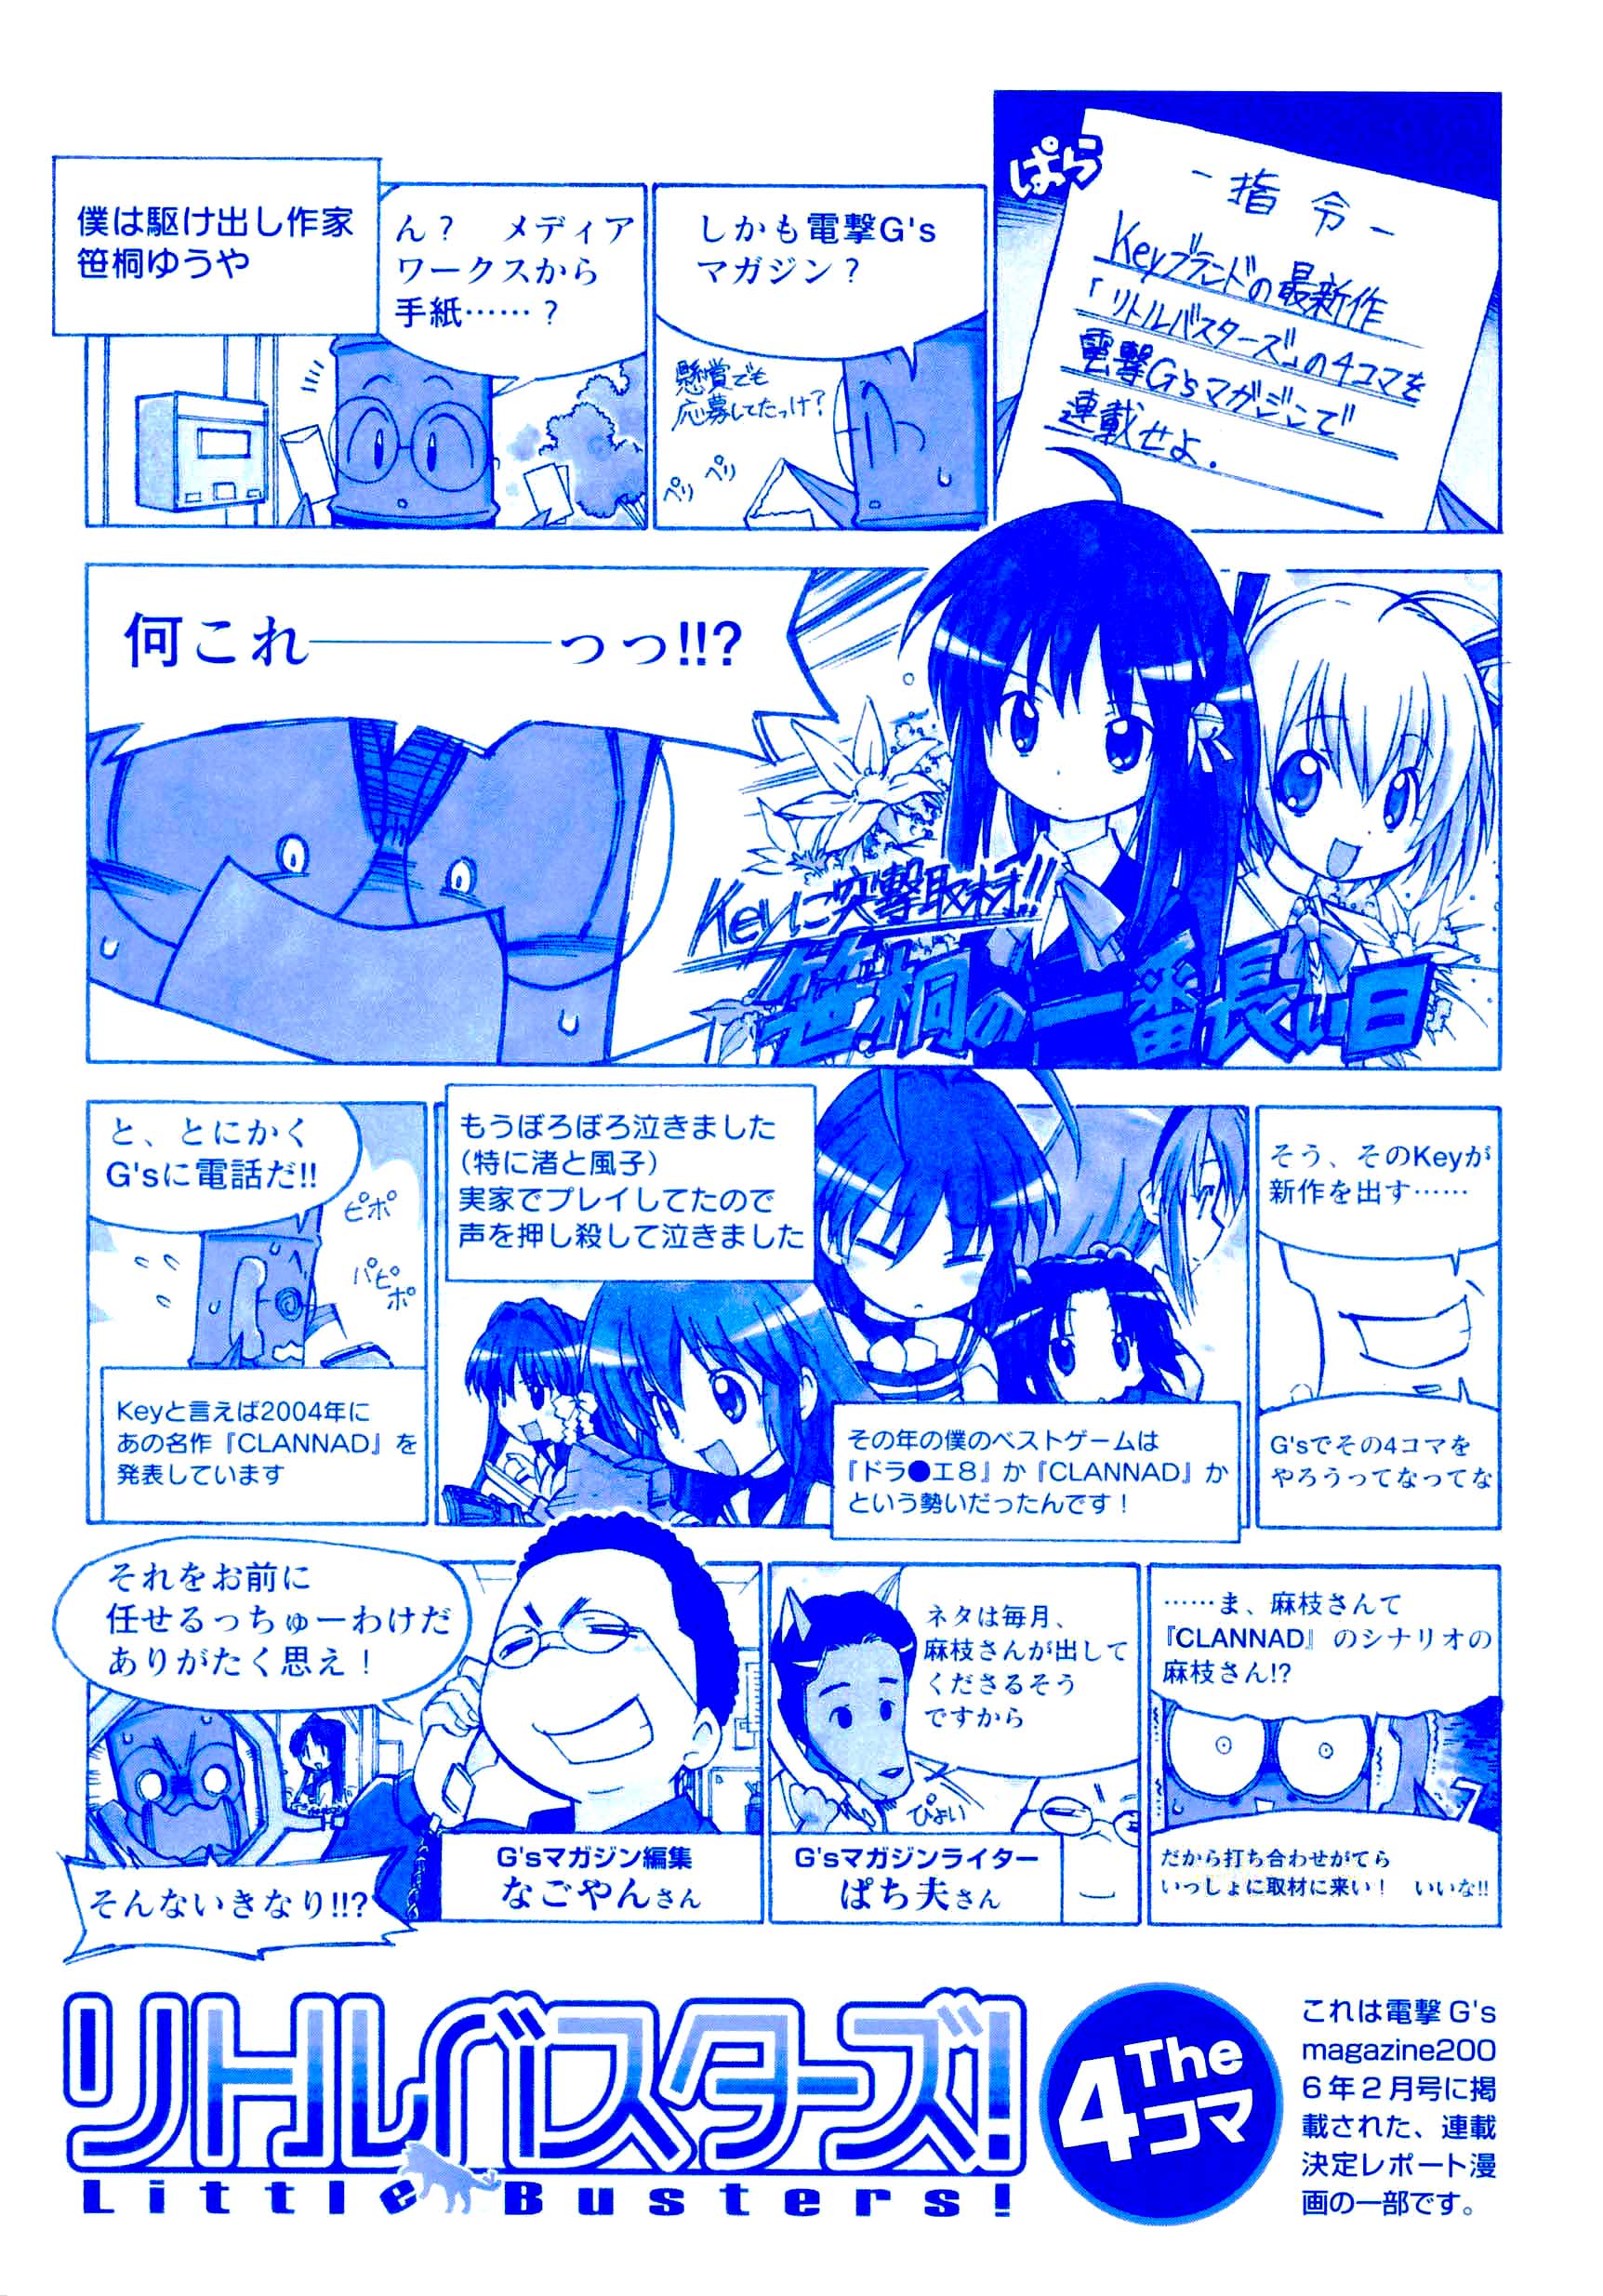 僕は駆け出し作家
笹桐ゆうや
ん？　メディア
ワークスから
手紙……？
しかも電撃G's
マガジン？
懸賞でも
応募してたっけ？
ペリ ペリ
ぱら
－指令－
Keyブランドの最新作
「リトルバスターズ」の4コマを
電撃G'sマガジンで
連載せよ．
何これ――――っっ!!?
Keyに突撃取材!!
笹桐の一番長い日
と、とにかく
G'sに電話だ!!
ピポ
パピポ
Keyと言えば2004年に
あの名作『CLANNAD』を
発表しています
もうぼろぼろ泣きました
（特に渚と風子）
実家でプレイしてたので
声を押し殺して泣きました
その年の僕のベストゲームは
『ドラ●エ8』か『CLANNAD』か
という勢いだったんです！
そう、そのKeyが
新作を出す……
G'sでその4コマを
やろうってなってな
それをお前に
任せるっちゅーわけだ
ありがたく思え！
そんないきなり!!?
G'sマガジン編集
なごやんさん
ネタは毎月、
麻枝さんが出して
くださるそう
ですから
ぴょい
G'sマガジンライター
ぱち夫さん
……ま、麻枝さんて
『CLANNAD』のシナリオの
麻枝さん!?
だから打ち合わせがてら
いっしょに取材に来い！　いいな!!
リトルバスターズ！
Little Busters!
The
4コマ
これは電撃G's
magazine200
6年2月号に掲
載された、連載
決定レポート漫
画の一部です。